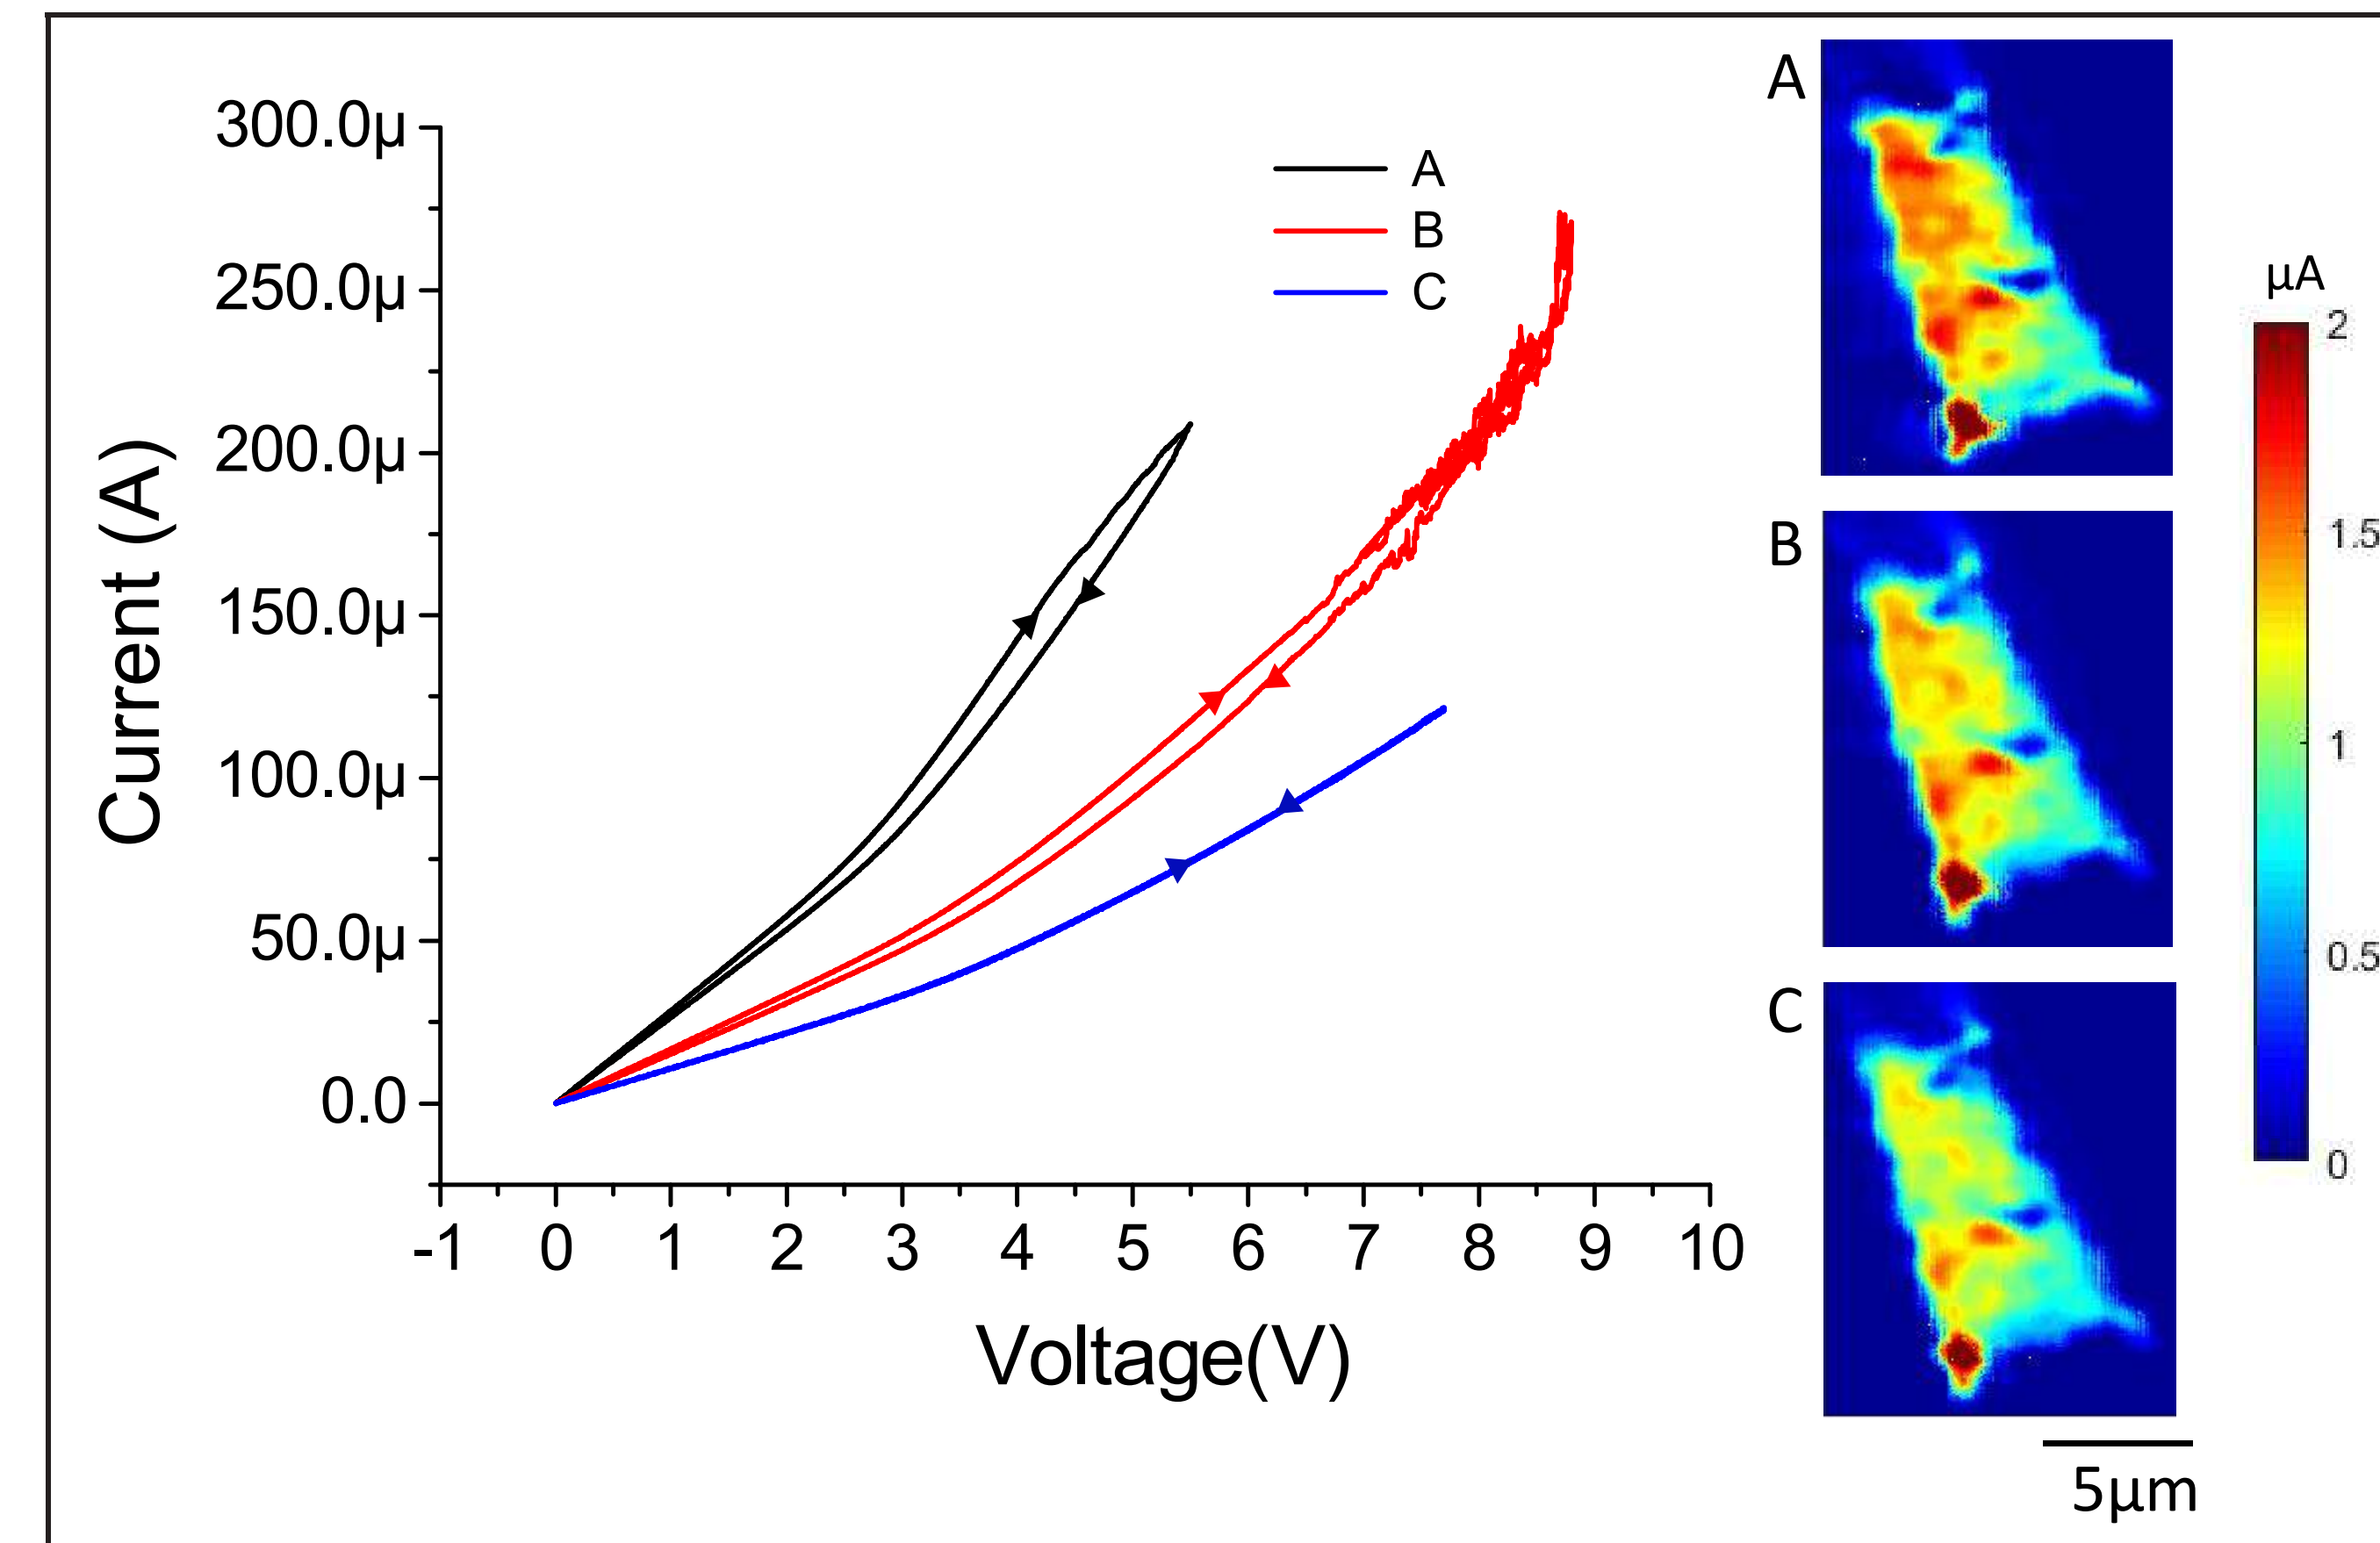 Current (A)
300.0µ
250.0µ
200.0µ
150.0µ
100.0µ
50.0µ
0.0
-1 0 1 2 3 4 5 6 7 8 9 10
Voltage(V)
A
B
C
A
B
C
µA
2
1.5
1
0.5
0
5µm